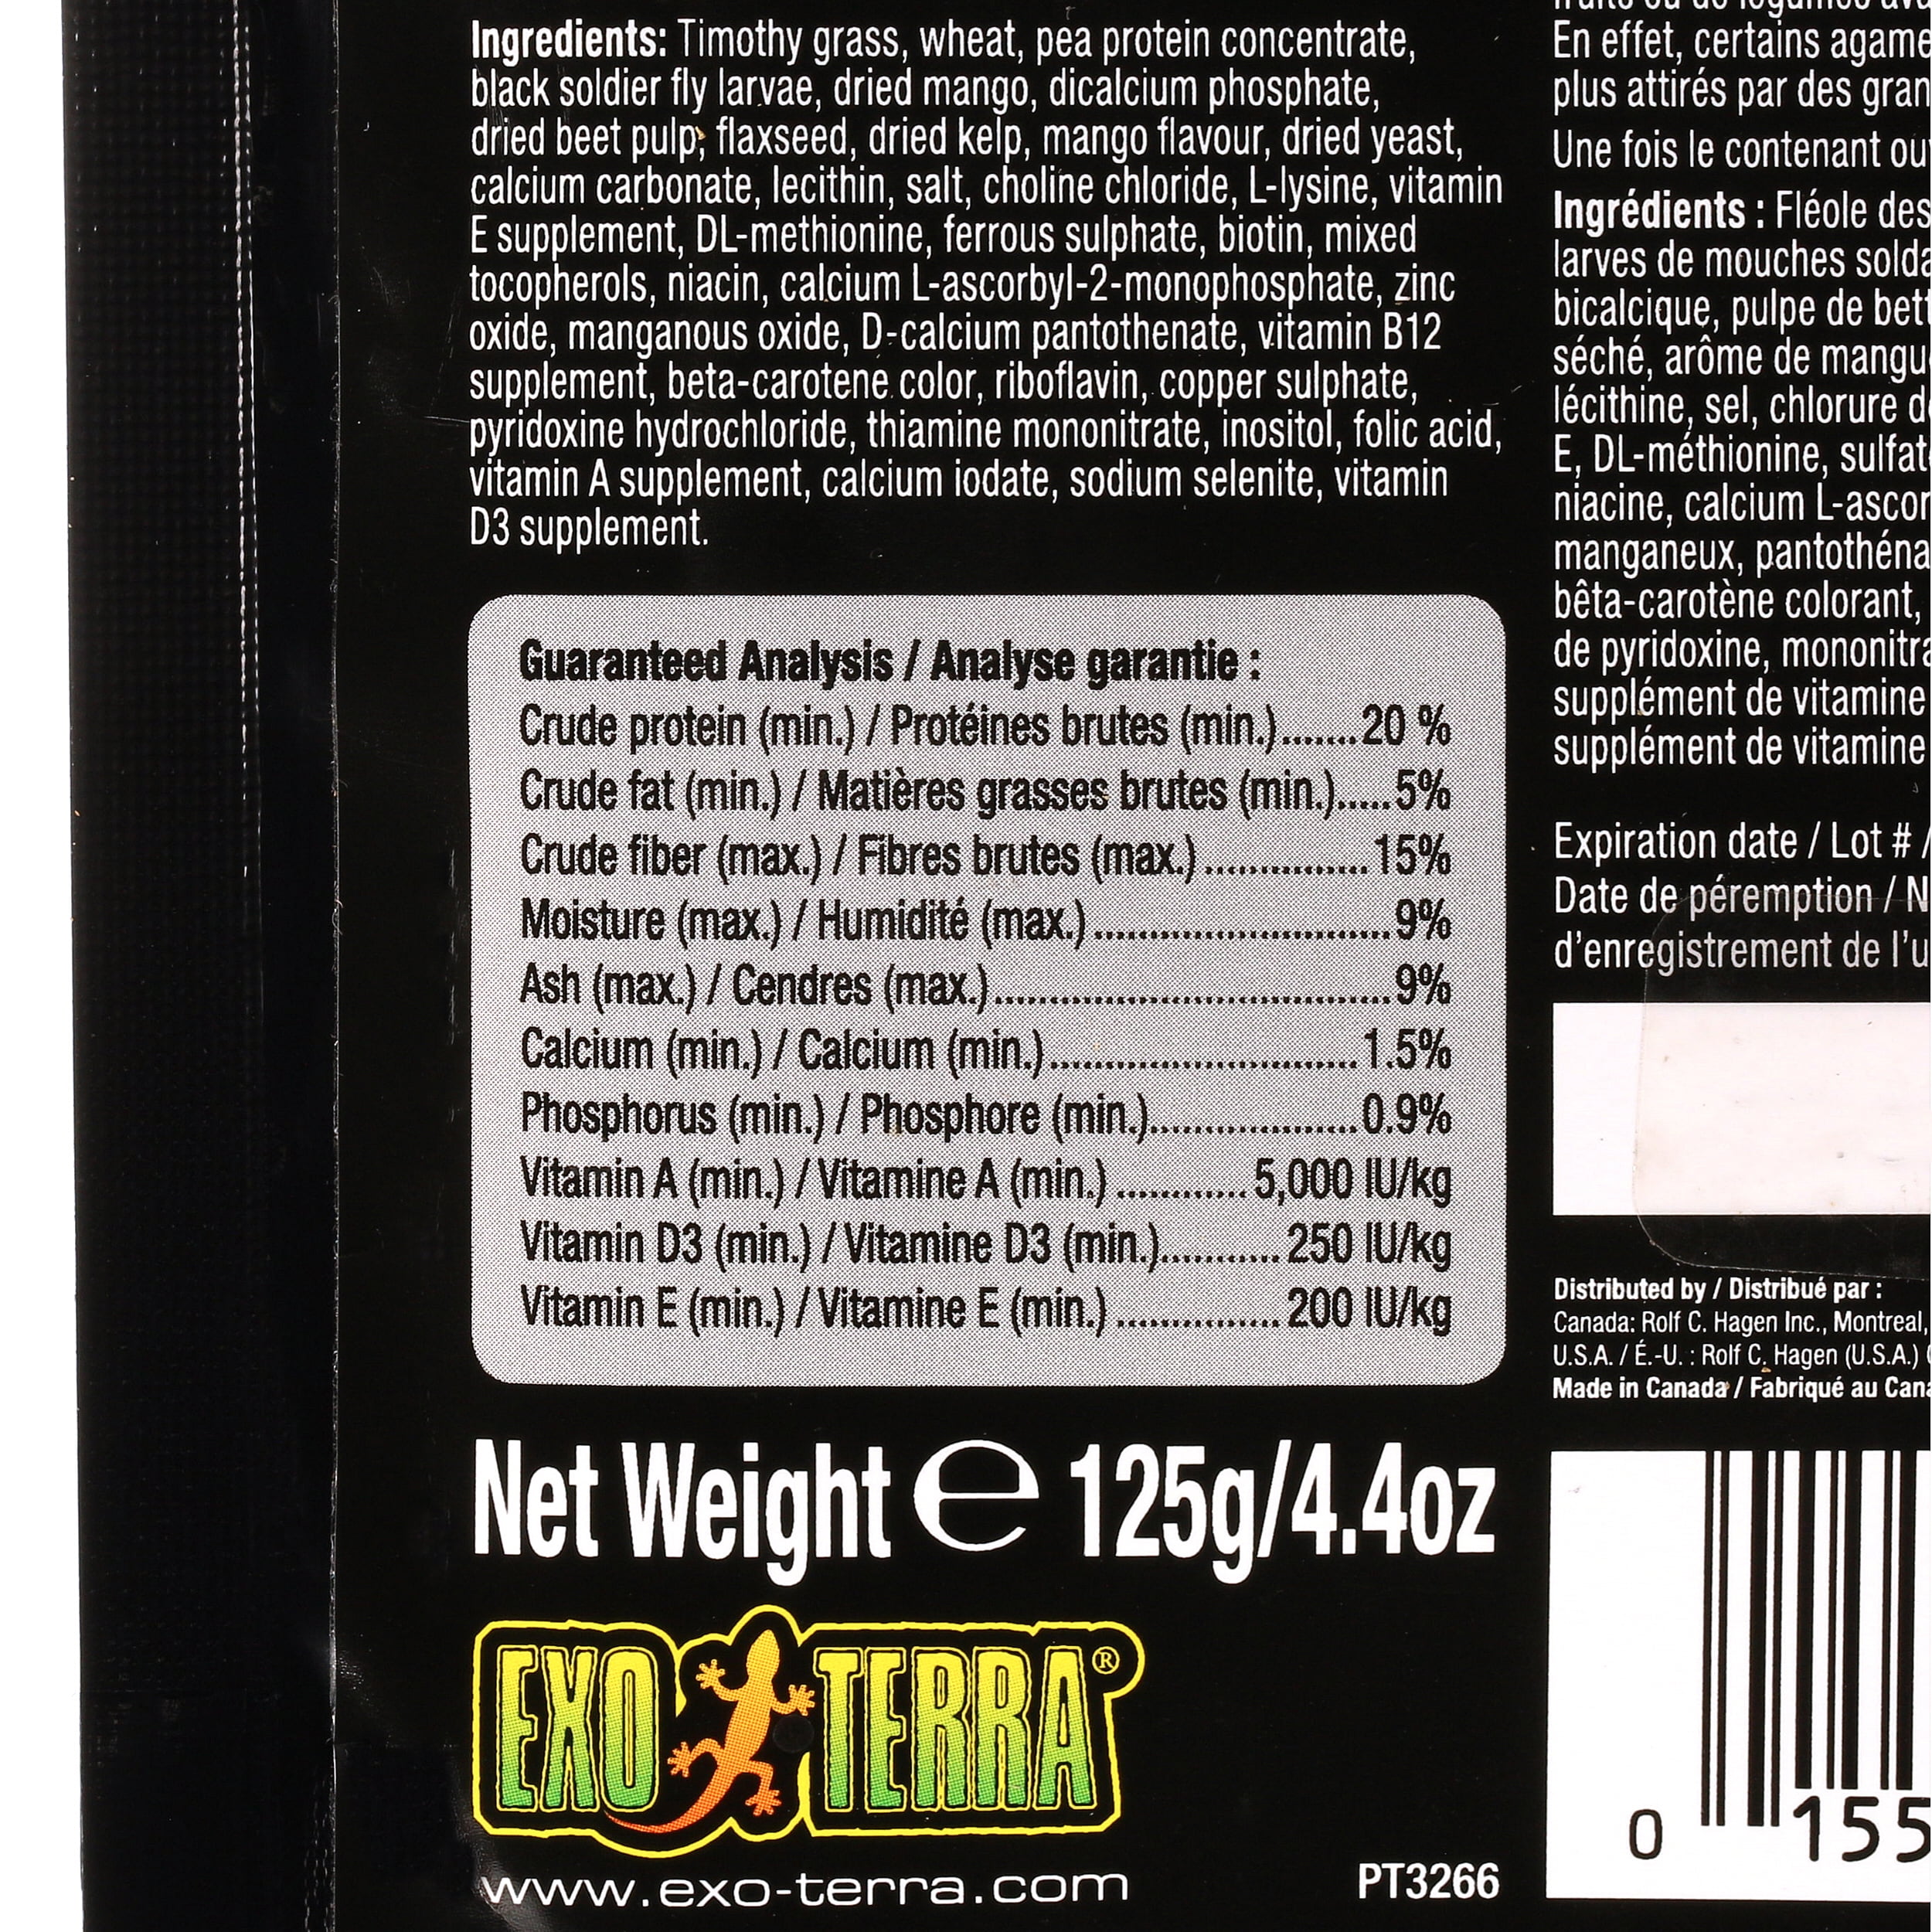 Ingredients: Timothy grass, wheat, pea protein concentrate,
black soldier fly larvae, dried mango, dicalcium phosphate,
dried beet pulp, flaxseed, dried kelp, mango flavour, dried yeast,
calcium carbonate, lecithin, salt, choline chloride, L-lysine, vitamin
E supplement, DL-methionine, ferrous sulphate, biotin, mixed
tocopherols, niacin, calcium L-ascorbyl-2-monophosphate, zinc
oxide, manganous oxide, D-calcium pantothenate, vitamin B12
supplement, beta-carotene color, riboflavin, copper sulphate,
pyridoxine hydrochloride, thiamine mononitrate, inositol, folic acid,
vitamin A supplement, calcium iodate, sodium selenite, vitamin
D3 supplement.
Guaranteed Analysis / Analyse garantie :
Crude protein (min.) / Protéines brutes (min.).......20 %
Crude fat (min.) / Matières grasses brutes (min.).....5%
Crude fiber (max.) / Fibres brutes (max.)...............15%
Moisture (max.) / Humidité (max.)............................9%
Ash (max.) / Cendres (max.).....................................9%
Calcium (min.) / Calcium (min.).............................1.5%
Phosphorus (min.) / Phosphore (min.)...................0.9%
Vitamin A (min.) / Vitamine A (min.) ............5,000 IU/kg
Vitamin D3 (min.) / Vitamine D3 (min.)...........250 IU/kg
Vitamin E (min.) / Vitamine E (min.) ...............200 IU/kg
Net Weight ℮ 125g/4.4oz
EXO TERRA®
www.exo-terra.com
PT3266
En effet, certains agame
plus attirés par des gran
Une fois le contenant ou
Ingrédients : Fléole des
larves de mouches solda
bicalcique, pulpe de bett
séché, arôme de mangu
lécithine, sel, chlorure d
E, DL-méthionine, sulfat
niacine, calcium L-ascor
manganeux, pantothéna
bêta-carotène colorant,
de pyridoxine, mononitra
supplément de vitamine
supplément de vitamine
Expiration date / Lot # /
Date de péremption / N
d'enregistrement de l'u
Distributed by / Distribué par :
Canada: Rolf C. Hagen Inc., Montreal,
U.S.A. / É.-U. : Rolf C. Hagen (U.S.A.)
Made in Canada / Fabriqué au Cana
0 155